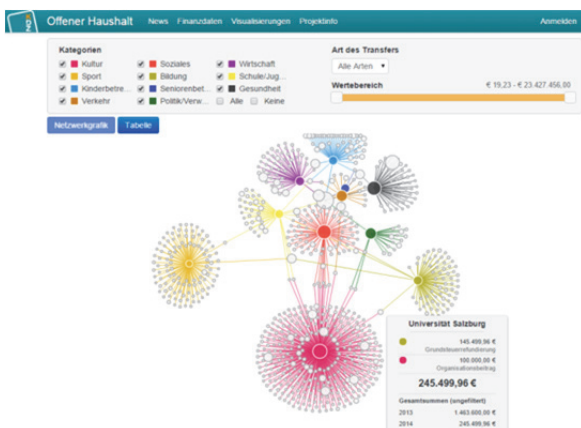 Offener Haushalt News Finanzdaten Visualisierungen Projektinfo Anmelden
Kategorien
Kultur Soziales Wirtschaft
Sport Bildung Schule/Jug...
Kinderbetre... Seniorenbet... Gesundheit
Verkehr Politik/Verw... Alle Keine
Art des Transfers
Alle Arten
Wertebereich € 19,23 - € 23.427.456,00
Netzwerkgrafik Tabelle
Universität Salzburg
145.499,96 €
Grundsteuerrefundierung
100.000,00 €
Organisationsbeitrag
245.499,96 €
Gesamtsummen (ungefiltert)
2013 1.463.600,00 €
2014 245.499,96 €